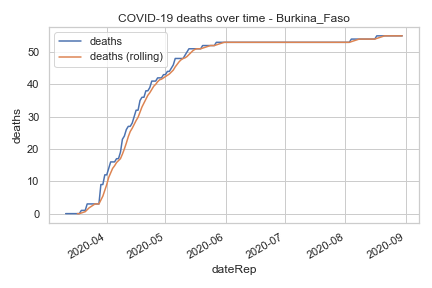 COVID-19 deaths over time - Burkina_Faso
deaths
deaths (rolling)
deaths
50
40
30
20
10
0
2020-04
2020-05
2020-06
2020-07
2020-08
2020-09
dateRep